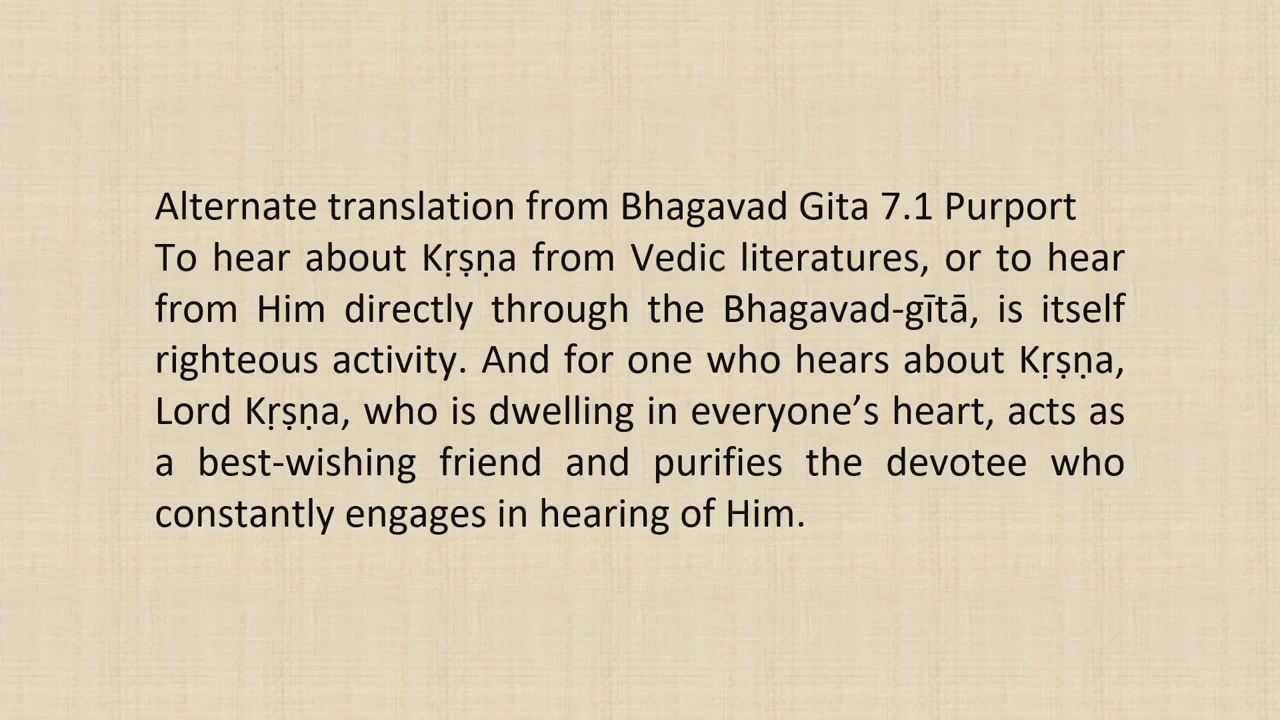 Alternate translation from Bhagavad Gita 7.1 Purport
To hear about Kṛṣṇa from Vedic literatures, or to hear
from Him directly through the Bhagavad-gītā, is itself
righteous activity. And for one who hears about Kṛṣṇa,
Lord Kṛṣṇa, who is dwelling in everyone’s heart, acts as
a best-wishing friend and purifies the devotee who
constantly engages in hearing of Him.